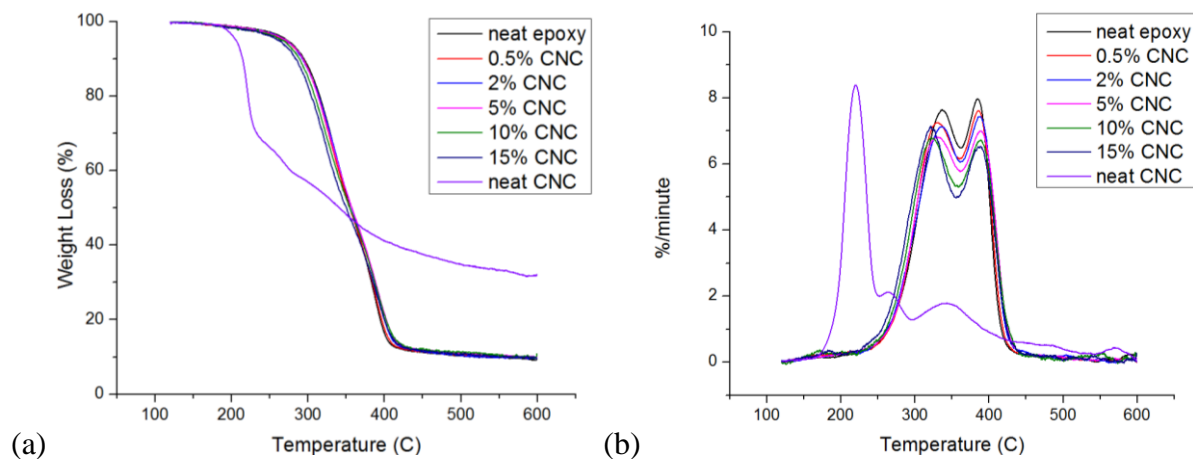 100
80
60
40
20
0
Weight Loss (%)
100 200 300 400 500 600
Temperature (C)
neat epoxy
0.5% CNC
2% CNC
5% CNC
10% CNC
15% CNC
neat CNC
(a)
10
8
6
4
2
0
%/minute
100 200 300 400 500 600
Temperature (C)
neat epoxy
0.5% CNC
2% CNC
5% CNC
10% CNC
15% CNC
neat CNC
(b)